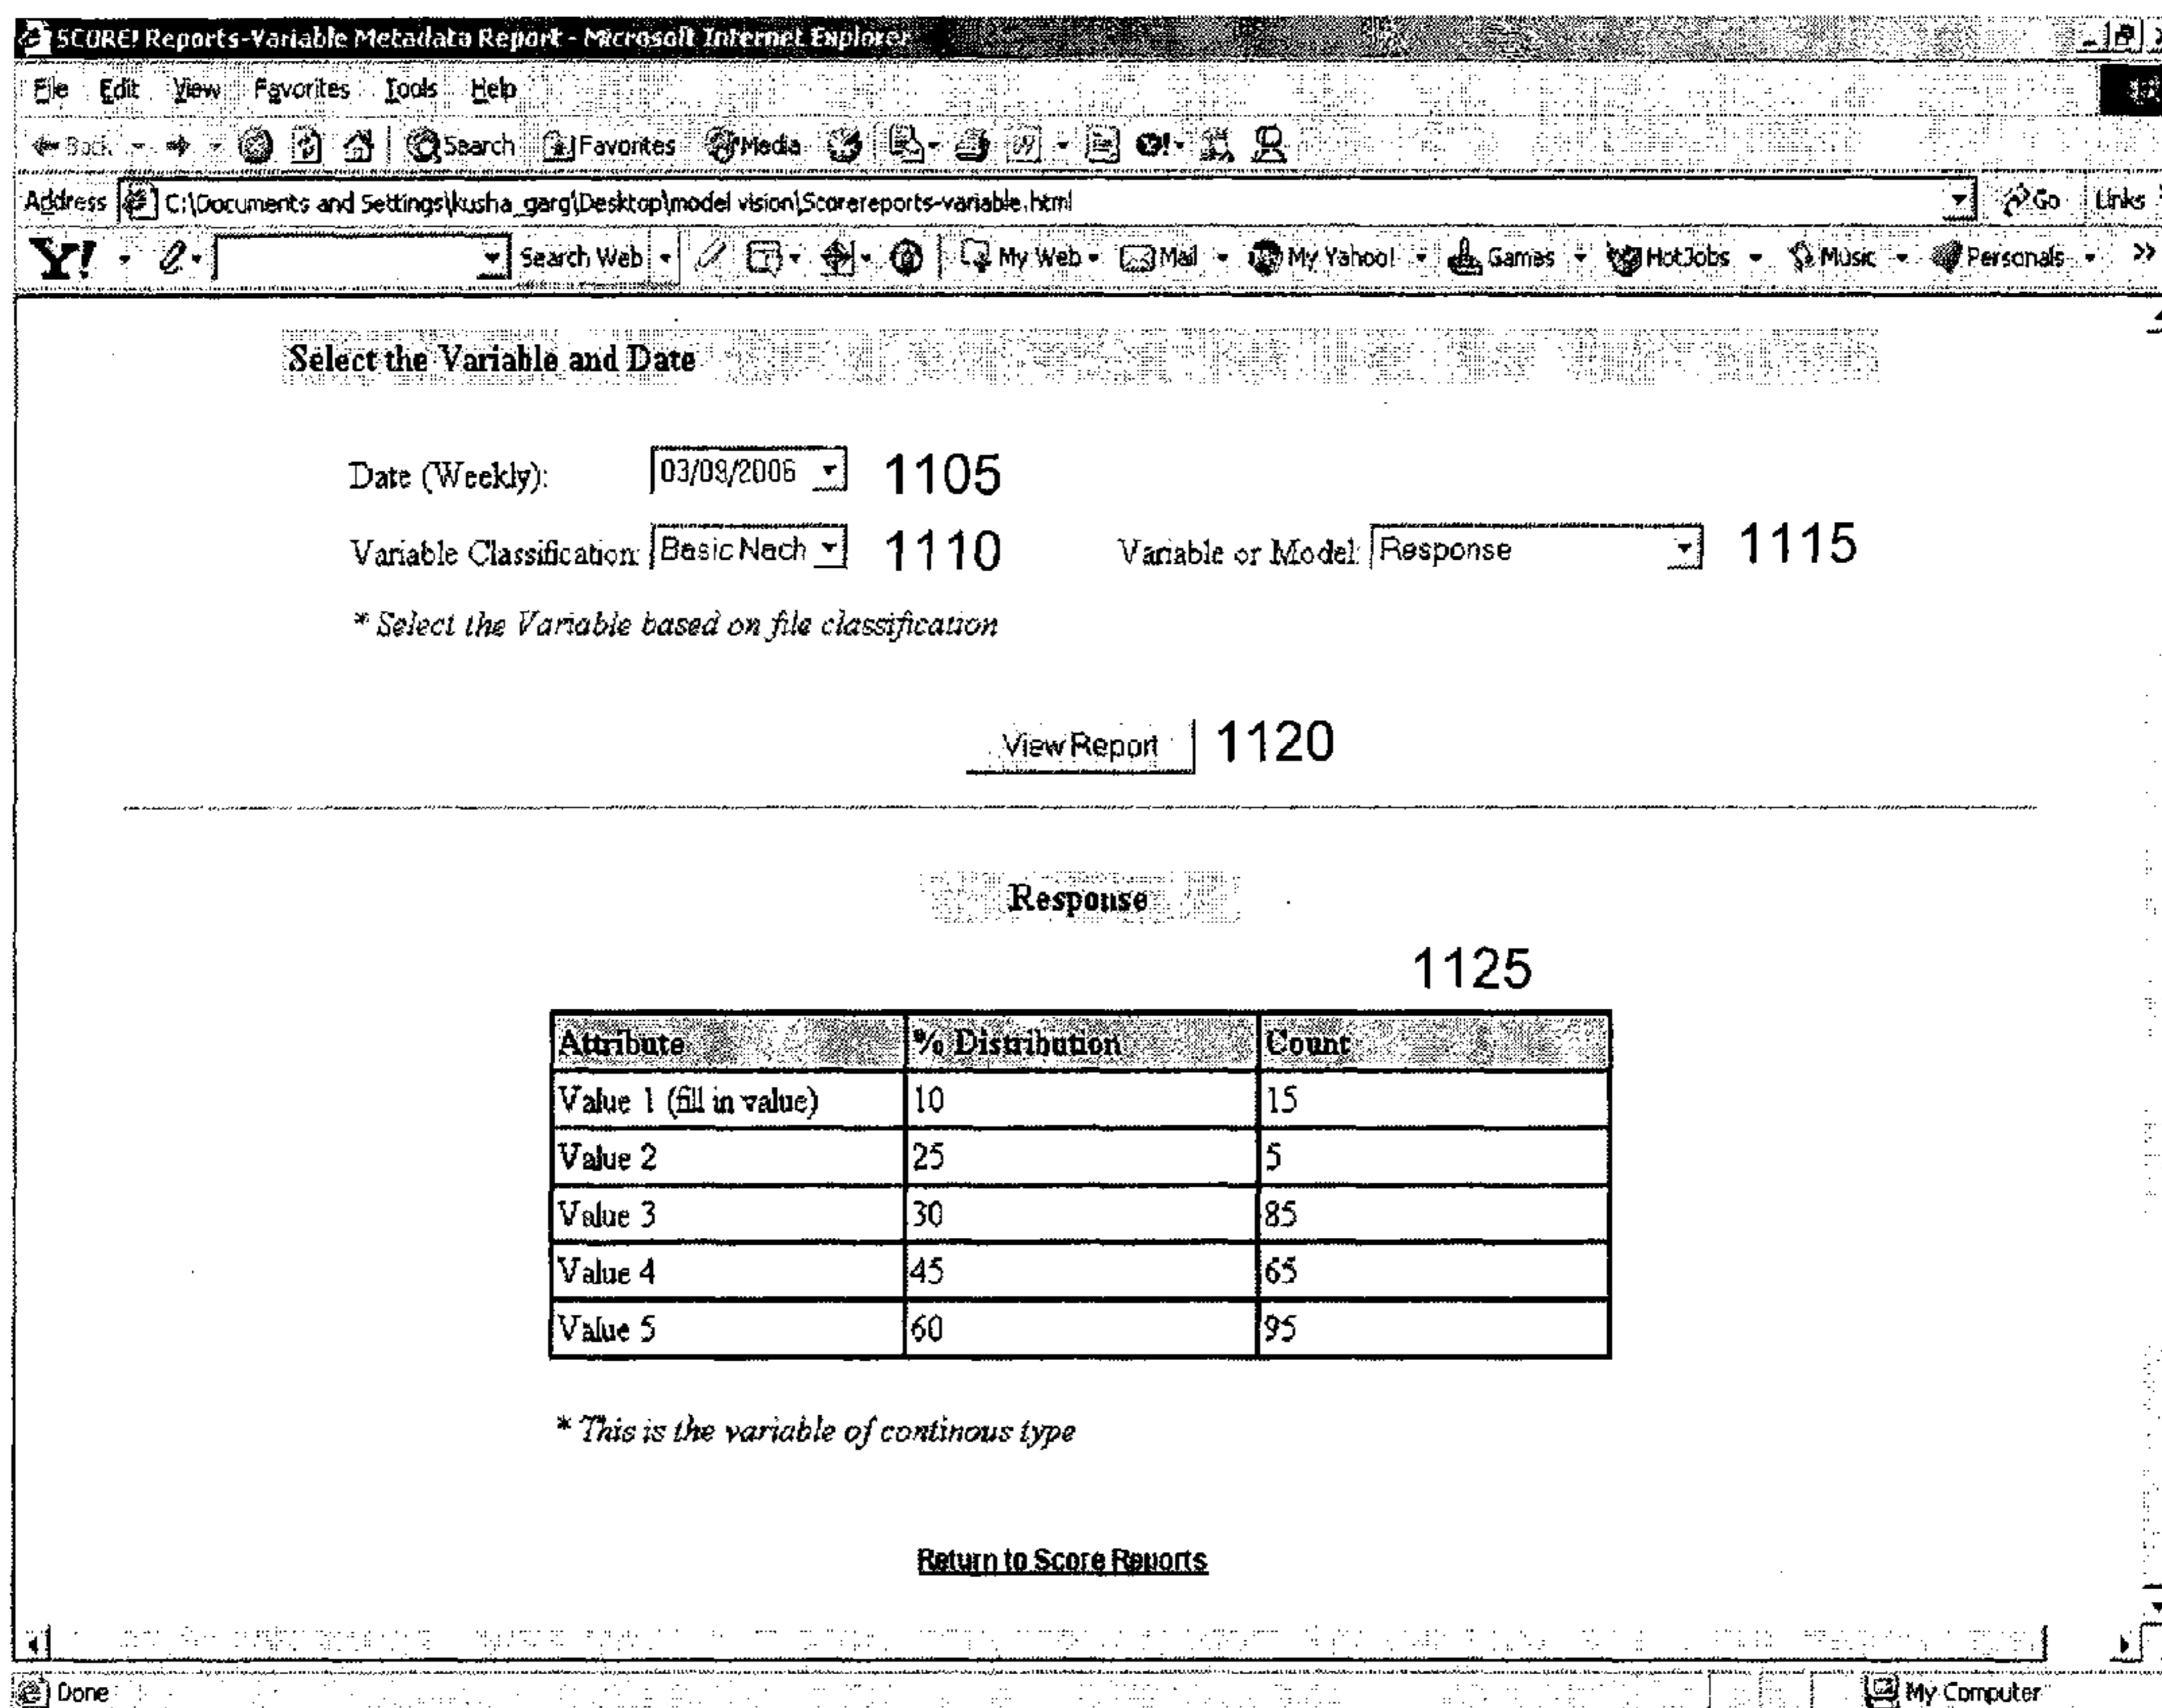 SCORE! Reports-Variable Metadata Report - Microsoft Internet Explorer
File Edit View Favorites Tools Help
Back Search Favorites Media
Address C:\Documents and Settings\kusha_garg\Desktop\model vision\Scorereports-variable.html Go Links
Y! Search Web My Web Mail My Yahoo! Games HotJobs Music Personals >>
Select the Variable and Date
Date (Weekly): 03/08/2006 1105
Variable Classification: Basic Nach 1110 Variable or Model: Response 1115
* Select the Variable based on file classification
View Report 1120
Response
1125
Attribute % Distribution Count
Value 1 (fill in value) 10 15
Value 2 25 5
Value 3 30 85
Value 4 45 65
Value 5 60 95
* This is the variable of continous type
Return to Score Reports
Done My Computer